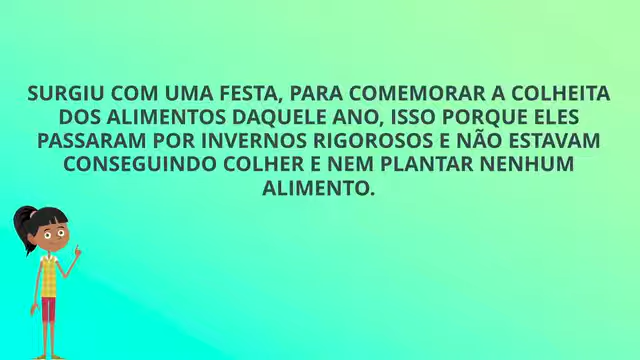 SURGIU COM UMA FESTA, PARA COMEMORAR A COLHEITA
DOS ALIMENTOS DAQUELE ANO, ISSO PORQUE ELES
PASSARAM POR INVERNOS RIGOROSOS E NÃO ESTAVAM
CONSEGUINDO COLHER E NEM PLANTAR NENHUM
ALIMENTO.